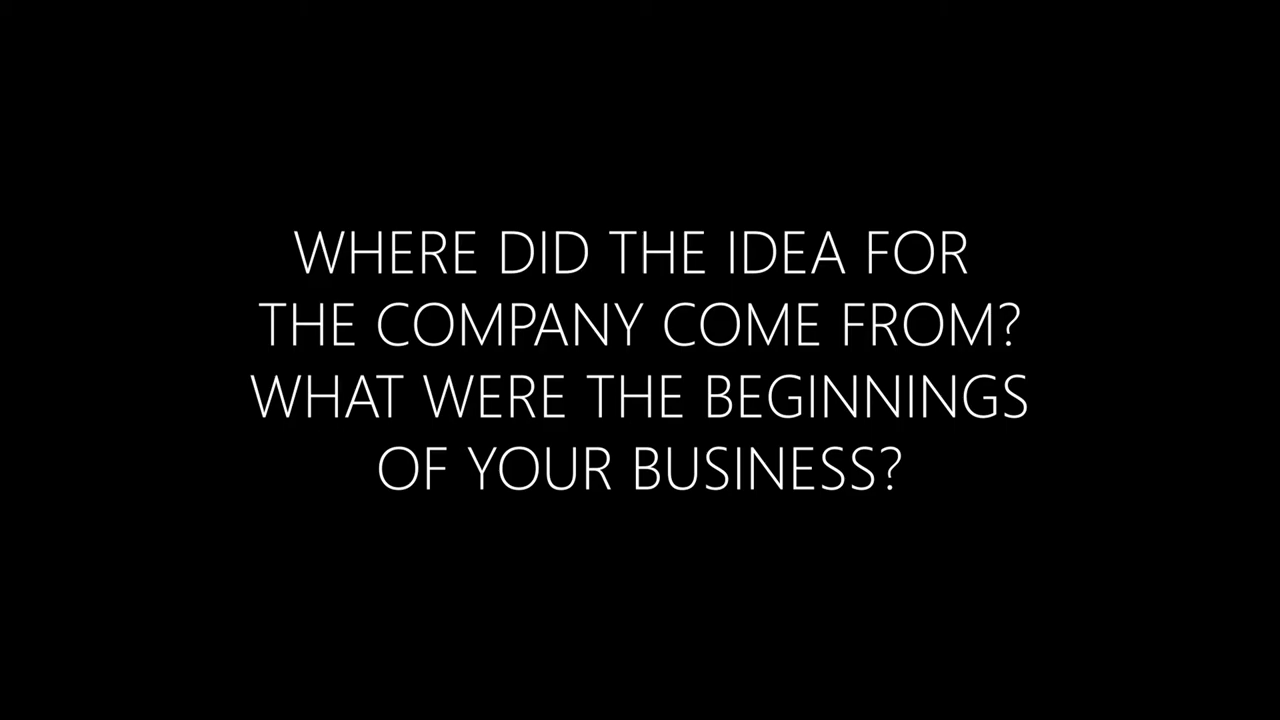 WHERE DID THE IDEA FOR
THE COMPANY COME FROM?
WHAT WERE THE BEGINNINGS
OF YOUR BUSINESS?